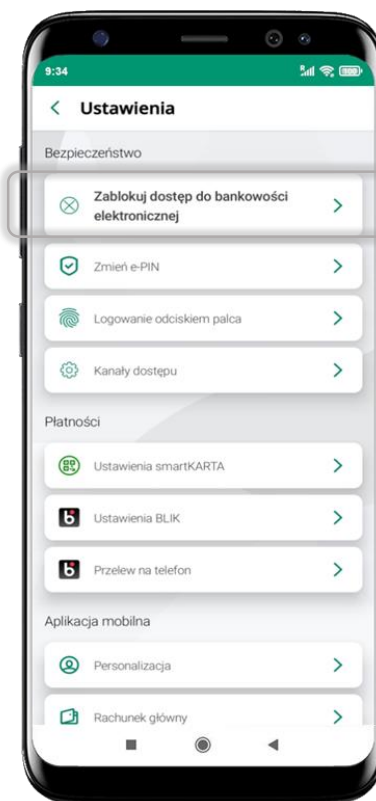 9:34
Ustawienia
Bezpieczeństwo
Zablokuj dostęp do bankowości
elektronicznej
Zmień e-PIN
Logowanie odciskiem palca
Kanały dostępu
Płatności
Ustawienia smartKARTA
Ustawienia BLIK
Przelew na telefon
Aplikacja mobilna
Personalizacja
Rachunek główny